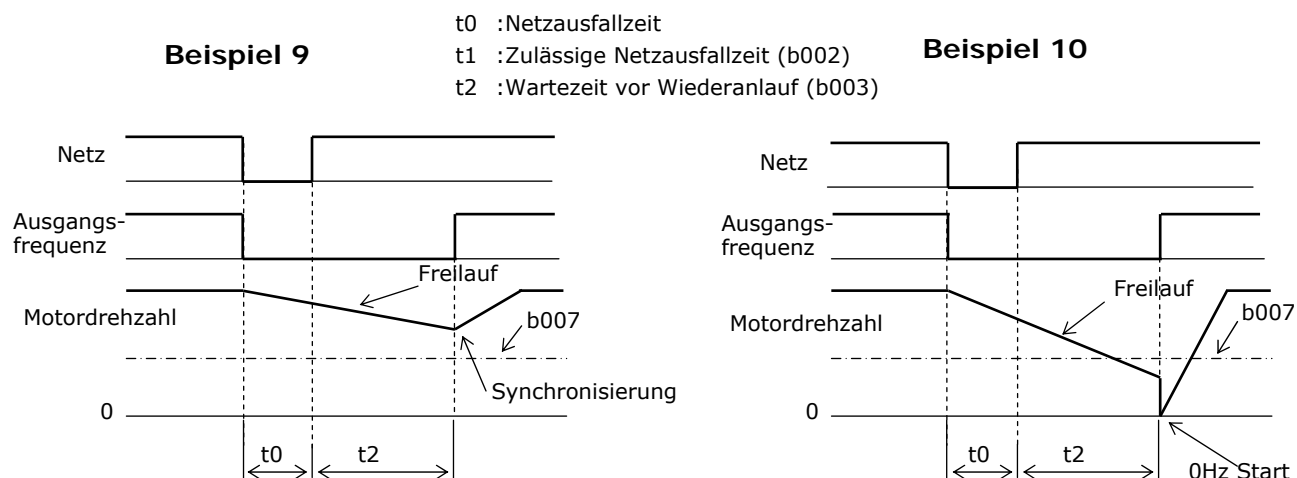 t0 :Netzausfallzeit
t1 :Zulässige Netzausfallzeit (b002)
t2 :Wartezeit vor Wiederanlauf (b003)
Beispiel 9
Netz
Ausgangs-
frequenz
Freilauf
Motordrehzahl
b007
Synchronisierung
0
t0
t2
Beispiel 10
Netz
Ausgangs-
frequenz
Freilauf
Motordrehzahl
b007
0
t0
t2
0Hz Start